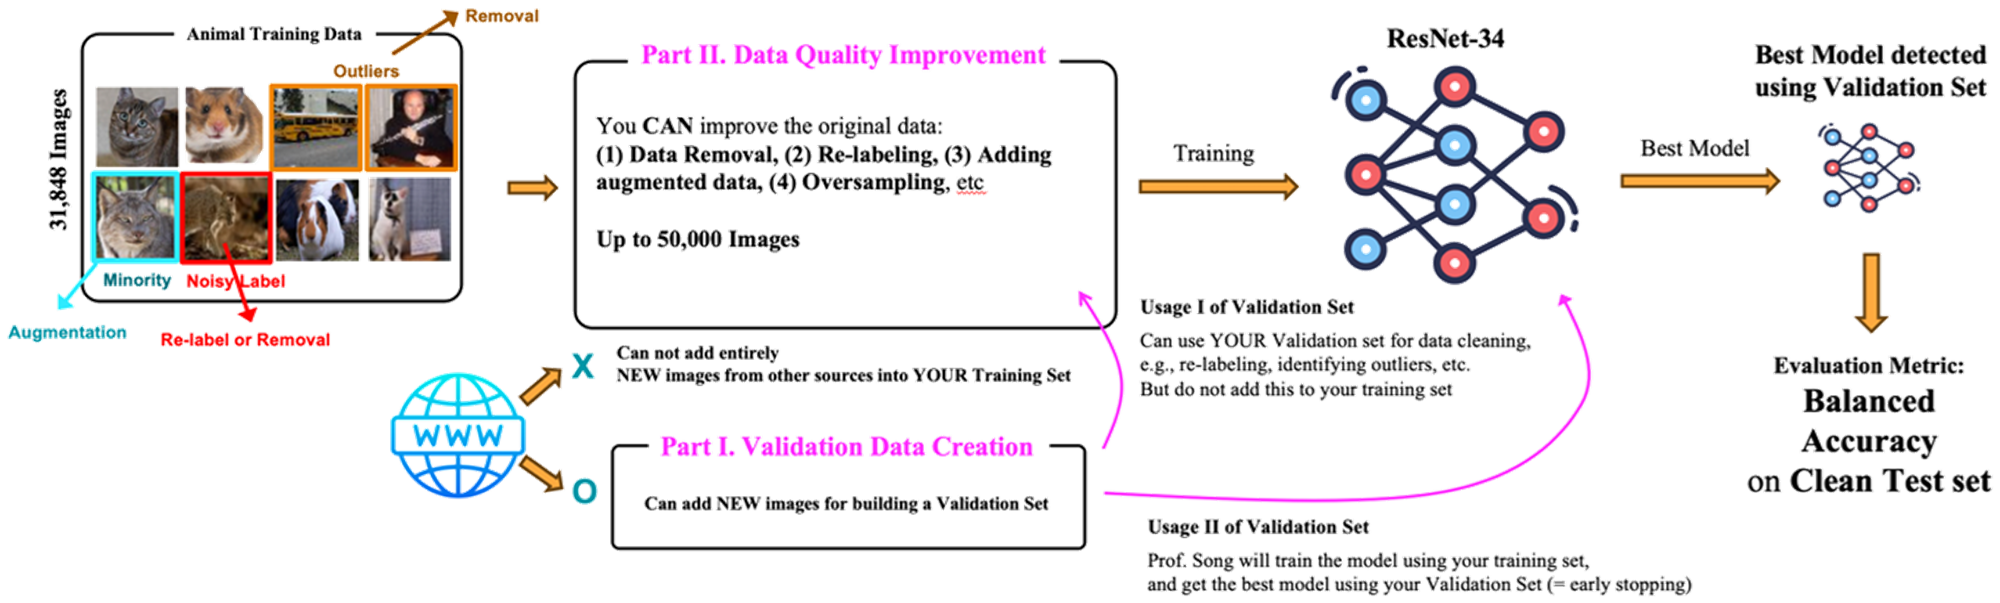 Removal
Animal Training Data
Outliers
31,848 Images
Minority
Noisy Label
Augmentation
Re-label or Removal
Part II. Data Quality Improvement
You CAN improve the original data:
(1) Data Removal, (2) Re-labeling, (3) Adding
augmented data, (4) Oversampling, etc
Up to 50,000 Images
X
Can not add entirely
NEW images from other sources into YOUR Training Set
WWW
O
Part I. Validation Data Creation
Can add NEW images for building a Validation Set
Training
ResNet-34
Usage I of Validation Set
Can use YOUR Validation set for data cleaning,
e.g., re-labeling, identifying outliers, etc.
But do not add this to your training set
Usage II of Validation Set
Prof. Song will train the model using your training set,
and get the best model using your Validation Set (= early stopping)
Best Model
Best Model detected
using Validation Set
Evaluation Metric:
Balanced
Accuracy
on Clean Test set